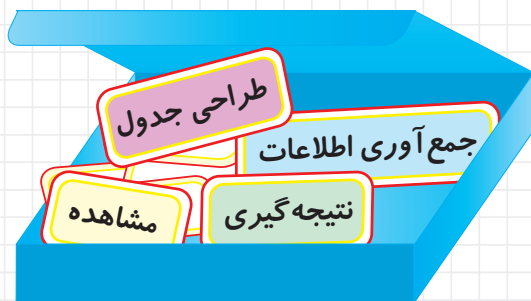 طراحی جدول
جمع‌آوری اطلاعات
نتیجه‌گیری
مشاهده